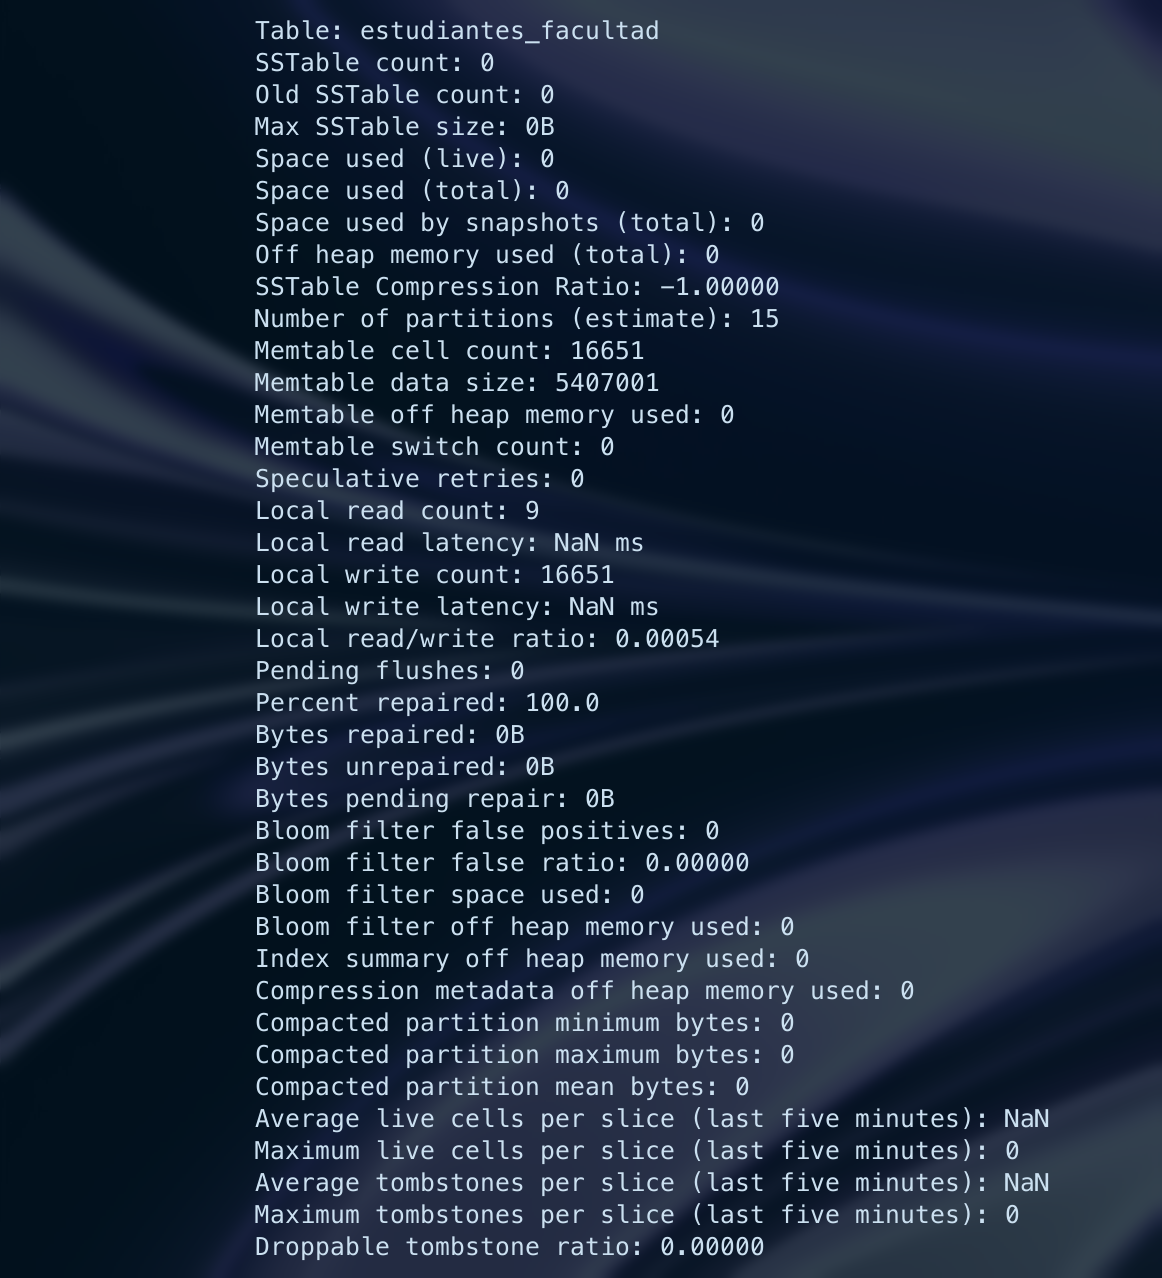 Table: estudiantes_facultad
SSTable count: 0
Old SSTable count: 0
Max SSTable size: 0B
Space used (live): 0
Space used (total): 0
Space used by snapshots (total): 0
Off heap memory used (total): 0
SSTable Compression Ratio: -1.00000
Number of partitions (estimate): 15
Memtable cell count: 16651
Memtable data size: 5407001
Memtable off heap memory used: 0
Memtable switch count: 0
Speculative retries: 0
Local read count: 9
Local read latency: NaN ms
Local write count: 16651
Local write latency: NaN ms
Local read/write ratio: 0.00054
Pending flushes: 0
Percent repaired: 100.0
Bytes repaired: 0B
Bytes unrepaired: 0B
Bytes pending repair: 0B
Bloom filter false positives: 0
Bloom filter false ratio: 0.00000
Bloom filter space used: 0
Bloom filter off heap memory used: 0
Index summary off heap memory used: 0
Compression metadata off heap memory used: 0
Compacted partition minimum bytes: 0
Compacted partition maximum bytes: 0
Compacted partition mean bytes: 0
Average live cells per slice (last five minutes): NaN
Maximum live cells per slice (last five minutes): 0
Average tombstones per slice (last five minutes): NaN
Maximum tombstones per slice (last five minutes): 0
Droppable tombstone ratio: 0.00000